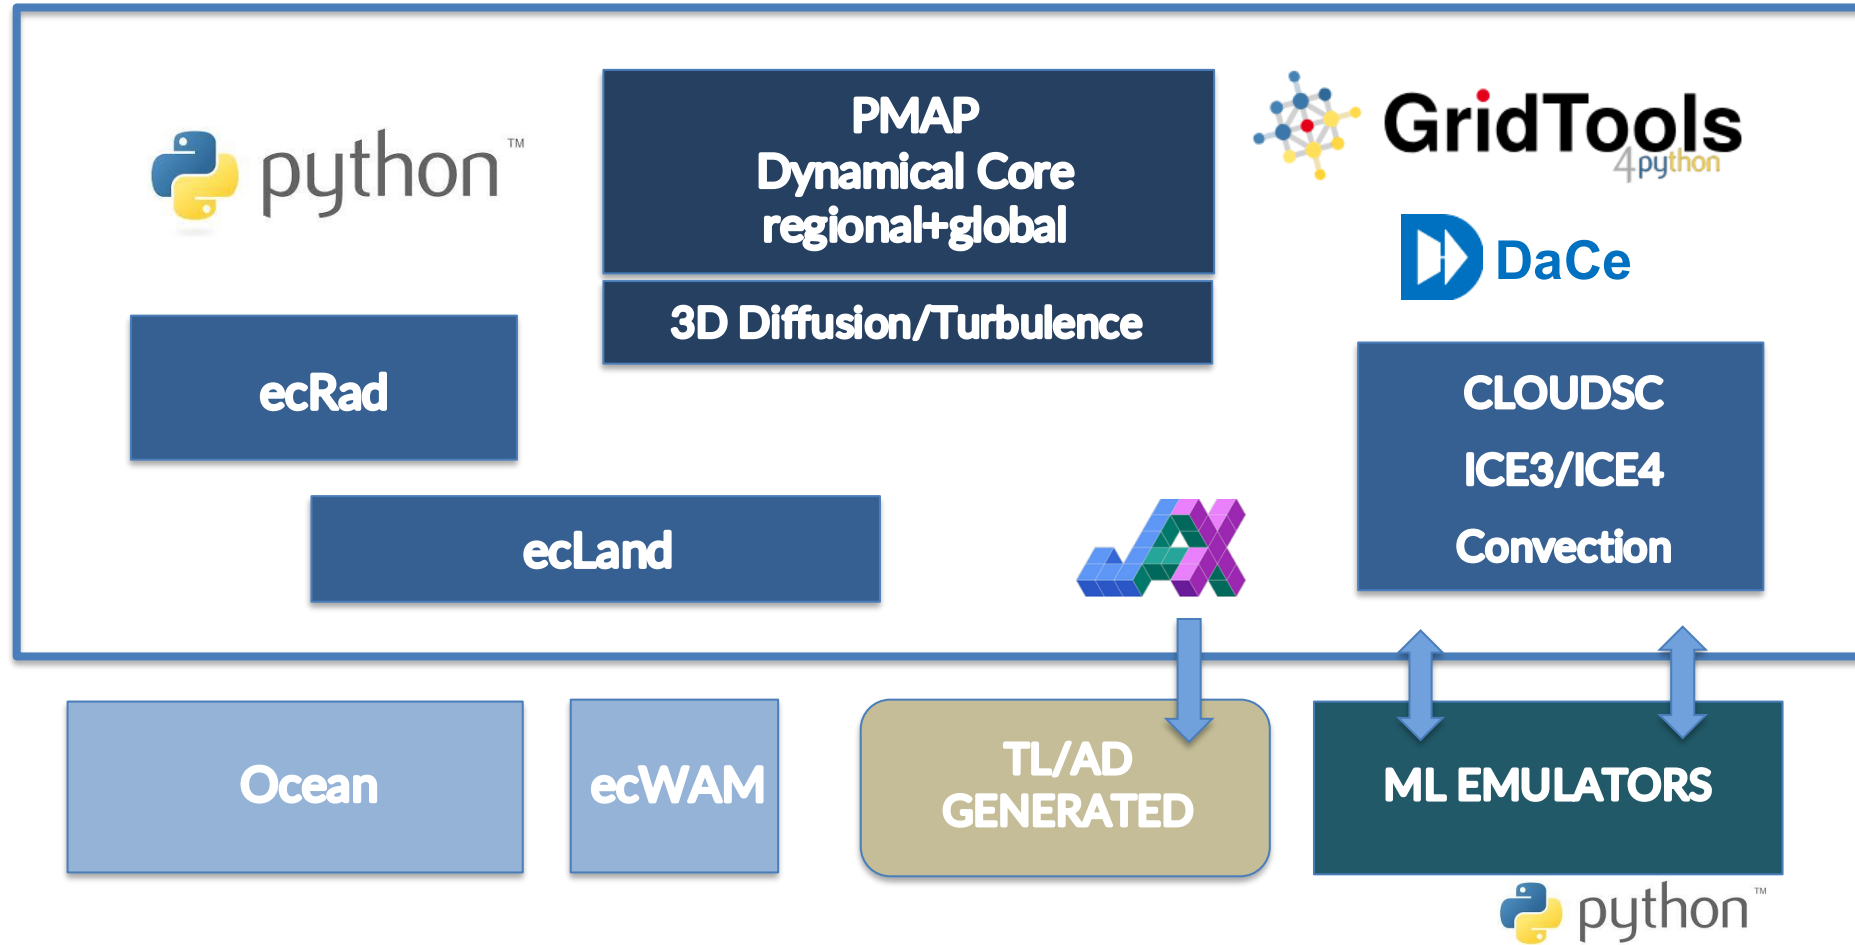 python™
PMAP
Dynamical Core
regional+global
GridTools
4python
DaCe
3D Diffusion/Turbulence
ecRad
CLOUDSC
ICE3/ICE4
Convection
ecLand
JAX
Ocean
ecWAM
TL/AD
GENERATED
ML EMULATORS
python™